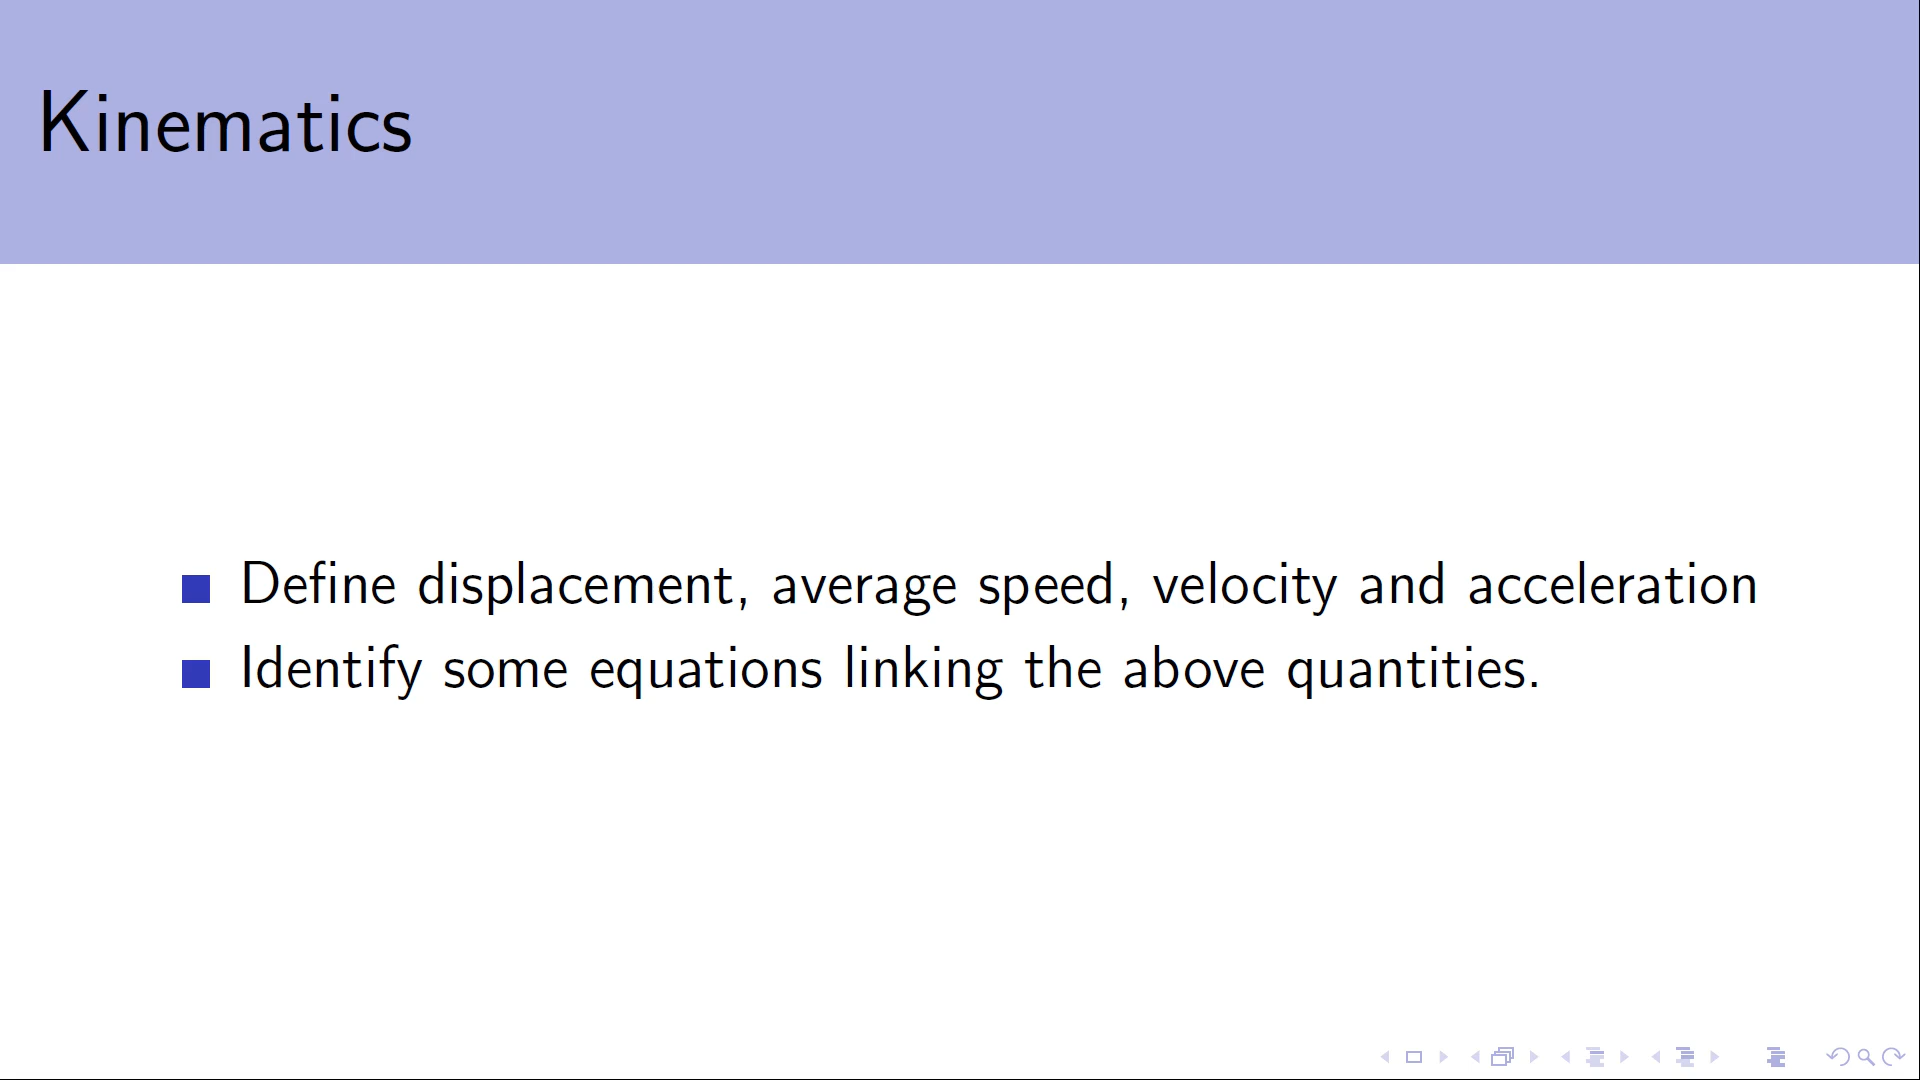 Kinematics
Define displacement, average speed, velocity and acceleration
Identify some equations linking the above quantities.